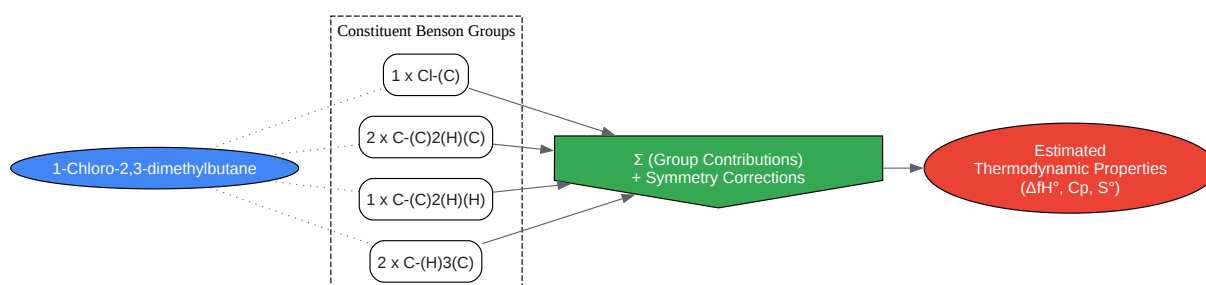 Constituent Benson Groups
1 x Cl-(C)
2 x C-(C)2(H)(C)
1-Chloro-2,3-dimethylbutane
1 x C-(C)2(H)(H)
2 x C-(H)3(C)
Σ (Group Contributions)
+ Symmetry Corrections
Estimated
Thermodynamic Properties
(ΔfH°, Cp, S°)